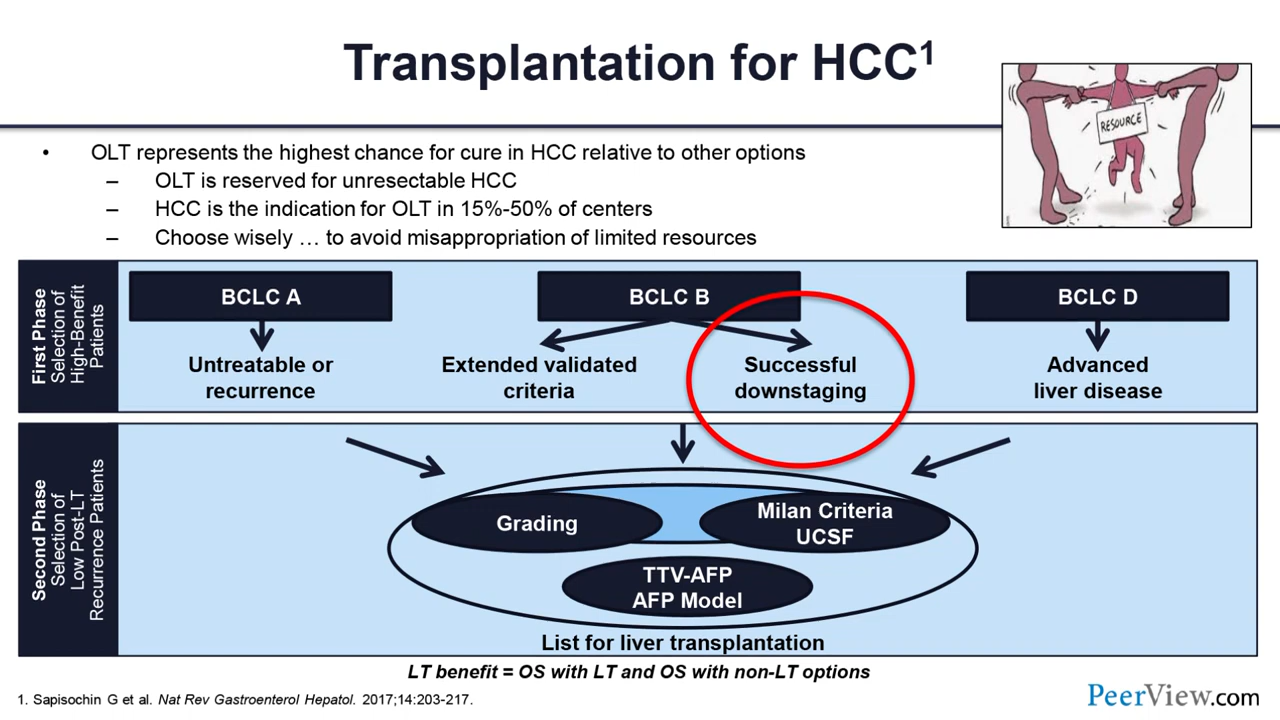 Transplantation for HCC1
RESOURCE
• OLT represents the highest chance for cure in HCC relative to other options
– OLT is reserved for unresectable HCC
– HCC is the indication for OLT in 15%-50% of centers
– Choose wisely … to avoid misappropriation of limited resources
First Phase
Selection of
High-Benefit
Patients
BCLC A
BCLC B
BCLC D
Untreatable or
recurrence
Extended validated
criteria
Successful
downstaging
Advanced
liver disease
Second Phase
Selection of
Low Post-LT
Recurrence Patients
Grading
Milan Criteria
UCSF
TTV-AFP
AFP Model
List for liver transplantation
LT benefit = OS with LT and OS with non-LT options
1. Sapisochin G et al. Nat Rev Gastroenterol Hepatol. 2017;14:203-217.
PeerView.com